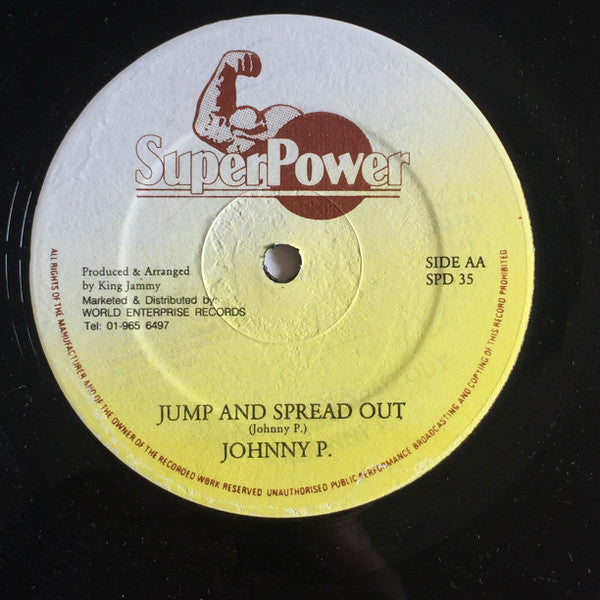 SuperPower
Produced & Arranged
by King Jammy
Marketed & Distributed by:
WORLD ENTERPRISE RECORDS
Tel: 01-965 6497
SIDE AA
SPD 35
JUMP AND SPREAD OUT
(Johnny P.)
JOHNNY P.
ALL RIGHTS OF THE MANUFACTURER AND OF THE OWNER OF THE RECORDED WORK RESERVED UNAUTHORISED PUBLIC PERFORMANCE BROADCASTING AND COPYING OF THIS RECORD PROHIBITED